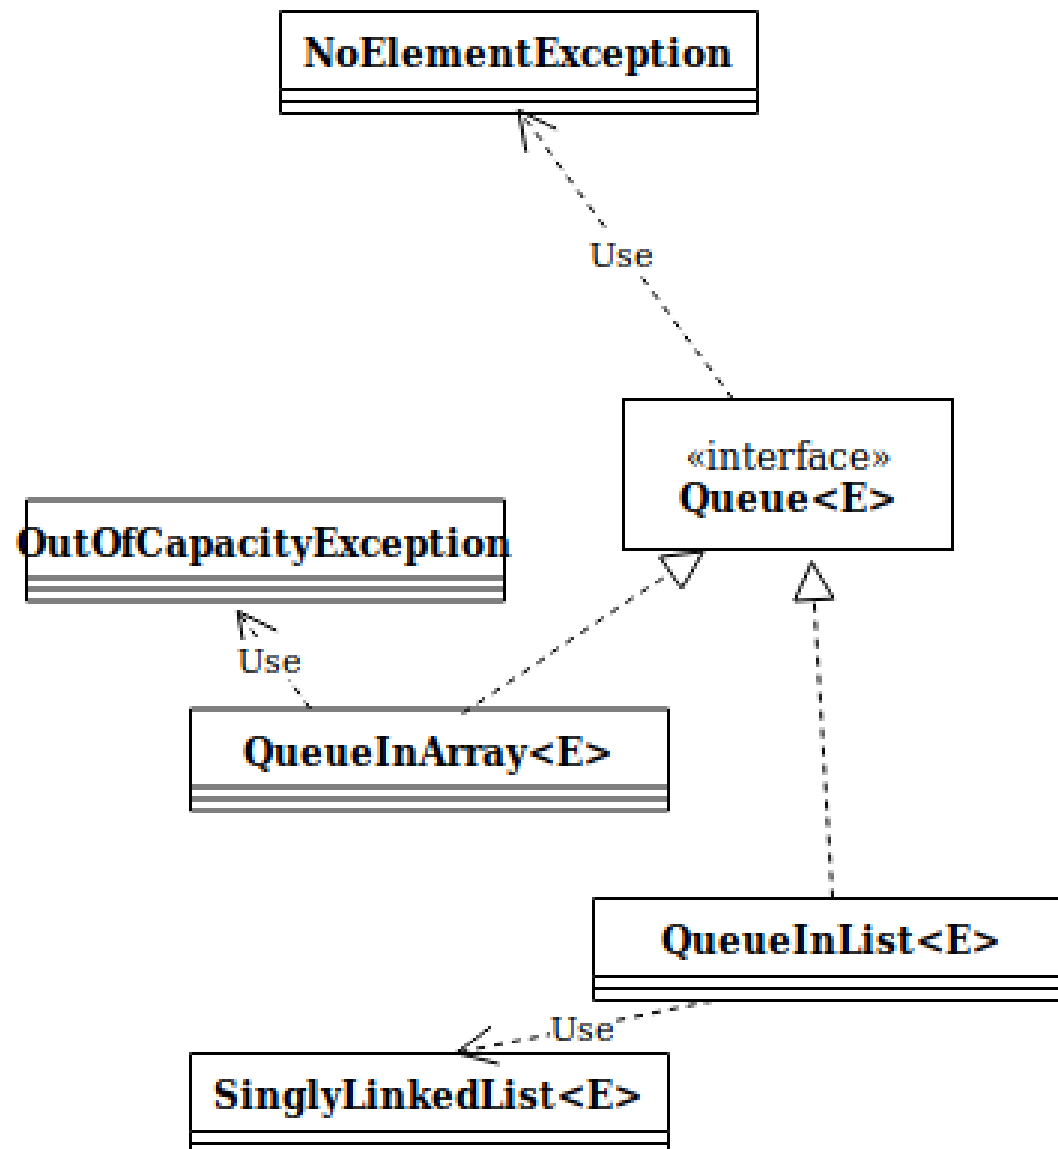 NoElementException
Use
«interface»
Queue<E>
OutOfCapacityException
Use
QueueInArray<E>
QueueInList<E>
Use
SinglyLinkedList<E>